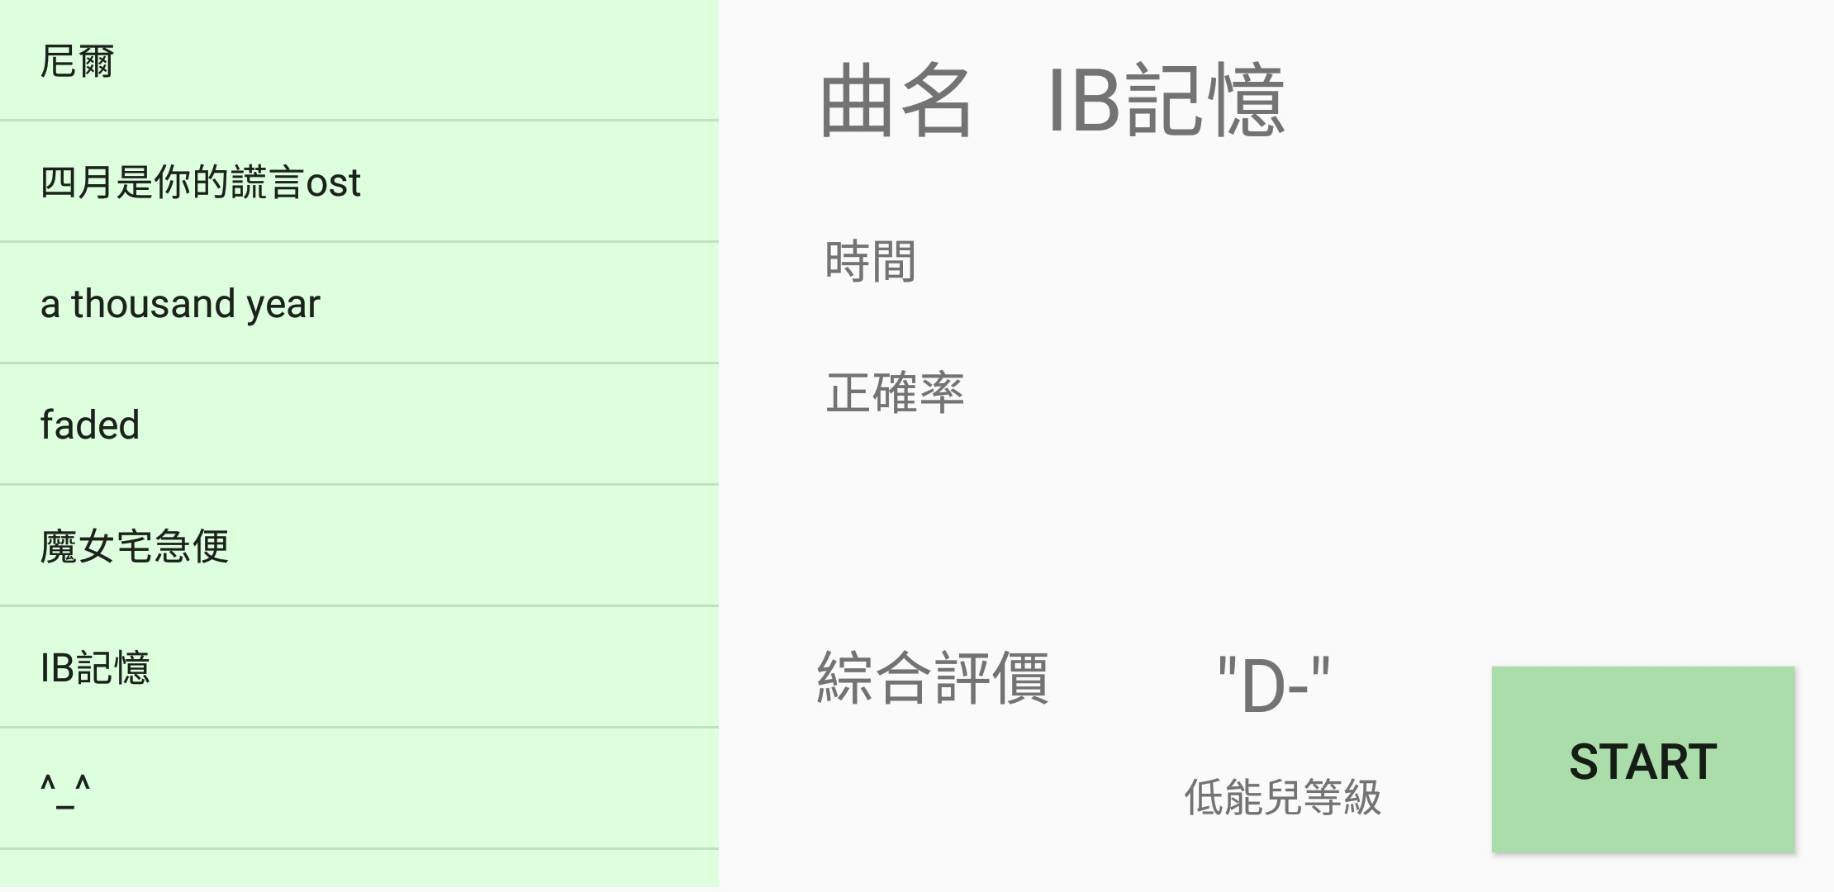 尼爾
四月是你的謊言ost
a thousand year
faded
魔女宅急便
IB記憶
^_^
曲名 IB記憶
時間
正確率
綜合評價 "D-"
低能兒等級
START